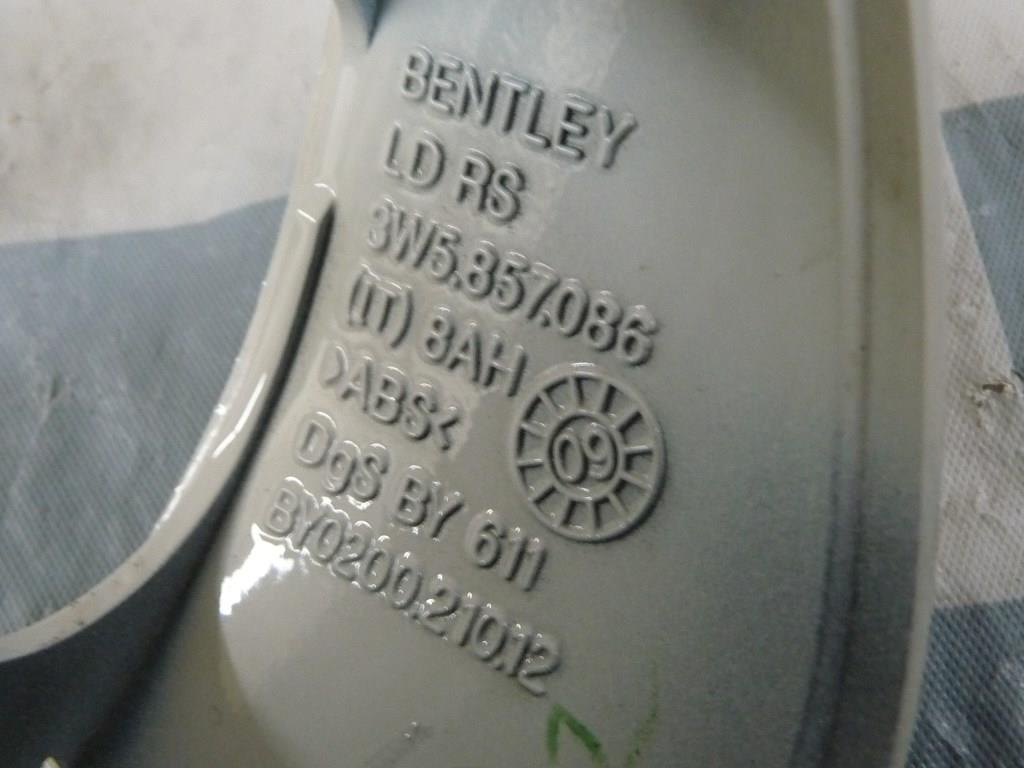 BENTLEY
LD RS
3W5.857.086
(IT) 8AH
>ABS<
09
DgS BY 611
BY0200.210.12